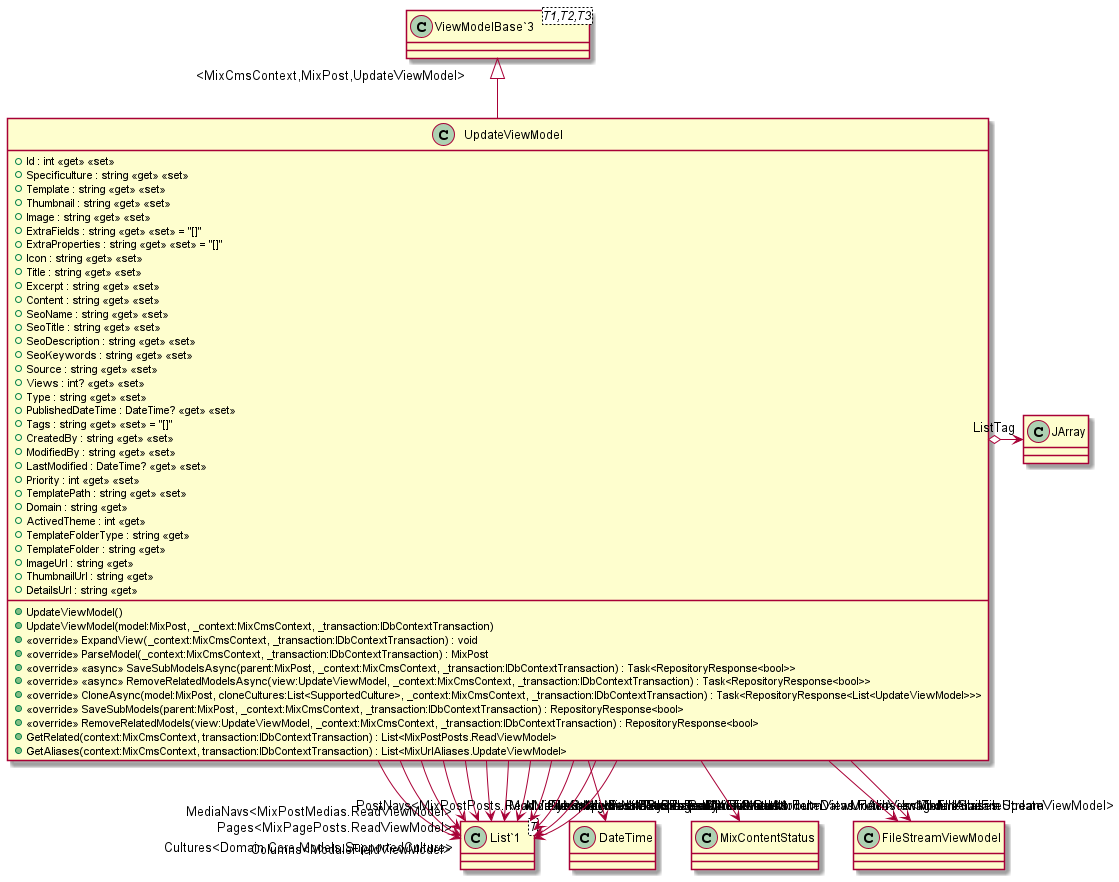 C ViewModelBase`3 T1,T2,T3
<MixCmsContext,MixPost,UpdateViewModel>
C UpdateViewModel
Id : int «get» «set»
Specificulture : string «get» «set»
Template : string «get» «set»
Thumbnail : string «get» «set»
Image : string «get» «set»
ExtraFields : string «get» «set» = "[]"
ExtraProperties : string «get» «set» = "[]"
Icon : string «get» «set»
Title : string «get» «set»
Excerpt : string «get» «set»
Content : string «get» «set»
SeoName : string «get» «set»
SeoTitle : string «get» «set»
SeoDescription : string «get» «set»
SeoKeywords : string «get» «set»
Source : string «get» «set»
Views : int? «get» «set»
Type : string «get» «set»
PublishedDateTime : DateTime? «get» «set»
Tags : string «get» «set» = "[]"
CreatedBy : string «get» «set»
ModifiedBy : string «get» «set»
LastModified : DateTime? «get» «set»
Priority : int «get» «set»
TemplatePath : string «get» «set»
Domain : string «get»
ActivedTheme : int «get»
TemplateFolderType : string «get»
TemplateFolder : string «get»
ImageUrl : string «get»
ThumbnailUrl : string «get»
DetailsUrl : string «get»
ListTag
C JArray
UpdateViewModel()
UpdateViewModel(model:MixPost, _context:MixCmsContext, _transaction:IDbContextTransaction)
«override» ExpandView(_context:MixCmsContext, _transaction:IDbContextTransaction) : void
«override» ParseModel(_context:MixCmsContext, _transaction:IDbContextTransaction) : MixPost
«override» «async» SaveSubModelsAsync(parent:MixPost, _context:MixCmsContext, _transaction:IDbContextTransaction) : Task<RepositoryResponse<bool>>
«override» «async» RemoveRelatedModelsAsync(view:UpdateViewModel, _context:MixCmsContext, _transaction:IDbContextTransaction) : Task<RepositoryResponse<bool>>
«override» CloneAsync(model:MixPost, cloneCultures:List<SupportedCulture>, _context:MixCmsContext, _transaction:IDbContextTransaction) : Task<RepositoryResponse<List<UpdateViewModel>>>
«override» SaveSubModels(parent:MixPost, _context:MixCmsContext, _transaction:IDbContextTransaction) : RepositoryResponse<bool>
«override» RemoveRelatedModels(view:UpdateViewModel, _context:MixCmsContext, _transaction:IDbContextTransaction) : RepositoryResponse<bool>
GetRelated(context:MixCmsContext, transaction:IDbContextTransaction) : List<MixPostPosts.ReadViewModel>
GetAliases(context:MixCmsContext, transaction:IDbContextTransaction) : List<MixUrlAliases.UpdateViewModel>
PostNavs<MixPostPosts.
MediaNavs<MixPostMedias.ReadViewModel>
Pages<MixPagePosts.ReadViewModel>
Cultures<Domain.Core.Models.SupportedCulture>
Columns<ModuleFieldViewModel>
C List`1
C DateTime
C MixContentStatus
C FileStreamViewModel